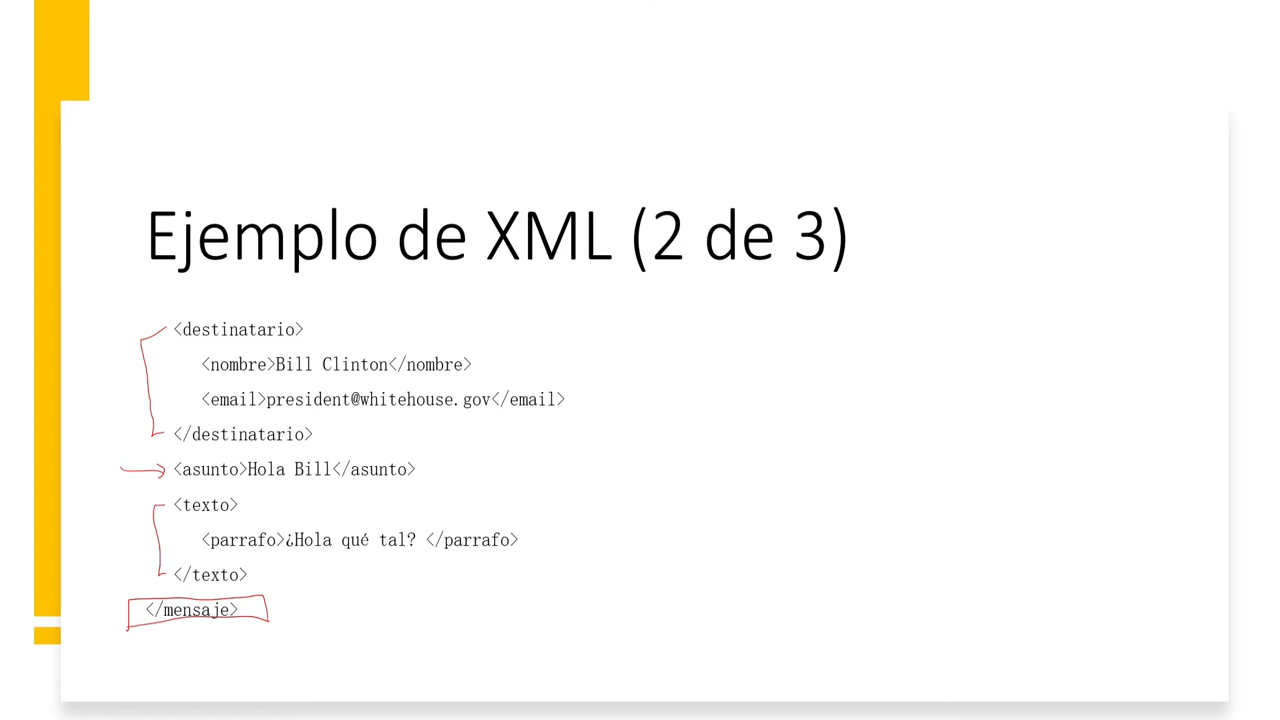 Ejemplo de XML (2 de 3)
<destinatario>
<nombre>Bill Clinton</nombre>
<email>president@whitehouse.gov</email>
</destinatario>
<asunto>Hola Bill</asunto>
<texto>
<parrafo>¿Hola qué tal? </parrafo>
</texto>
</mensaje>